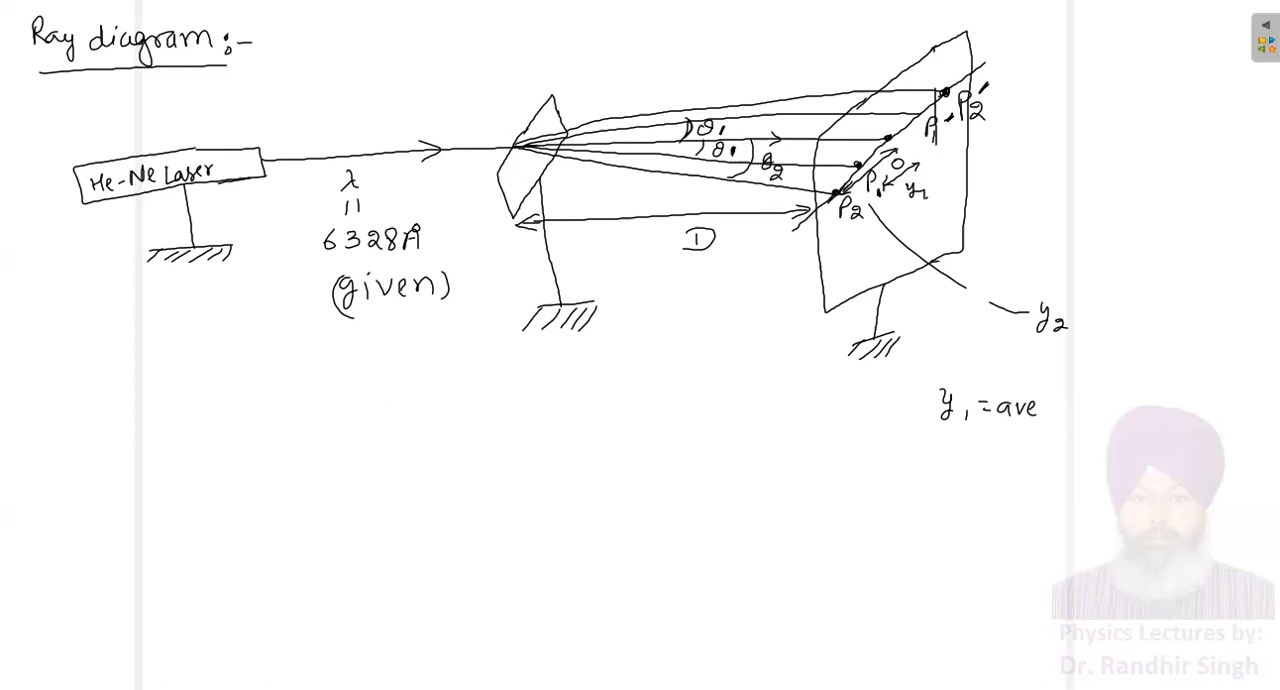 Ray diagram :-
He-Ne Laser
λ
=
6328Å
(given)
θ₁
θ₁
θ₂
D
P₁'
P₂'
O
P₁
y₁
P₂
y₂
y₁ = ave
Physics Lectures by:
Dr. Randhir Singh